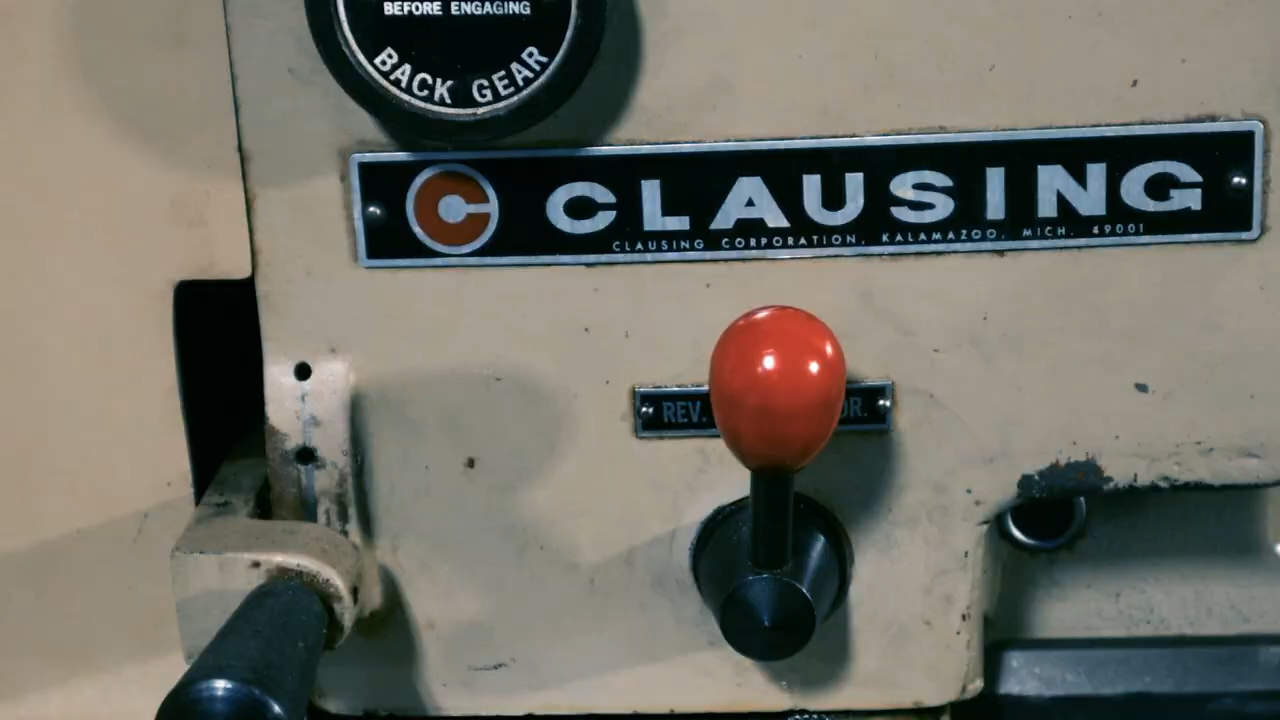 BEFORE ENGAGING
BACK GEAR
C CLAUSING
CLAUSING CORPORATION, KALAMAZOO, MICH. 49001
REV.